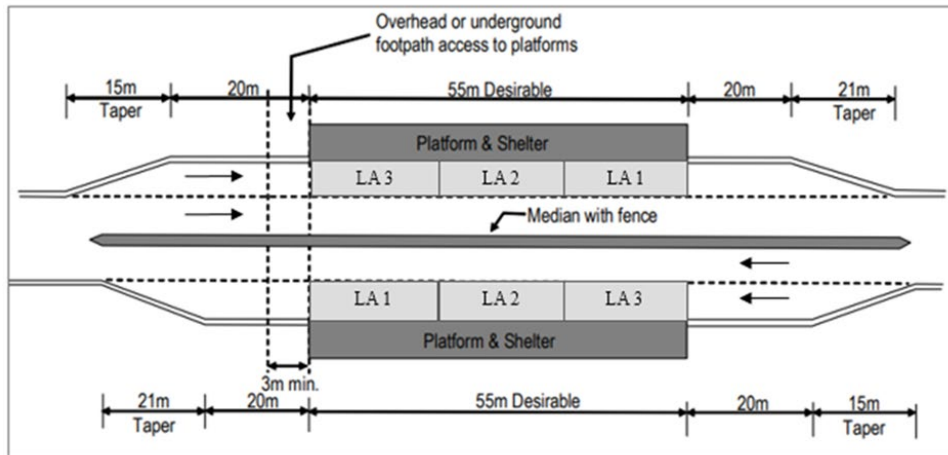 Overhead or underground
footpath access to platforms
15m
Taper
20m
55m Desirable
20m
21m
Taper
Platform & Shelter
LA 3
LA 2
LA 1
Median with fence
LA 1
LA 2
LA 3
Platform & Shelter
3m min.
21m
Taper
20m
55m Desirable
20m
15m
Taper